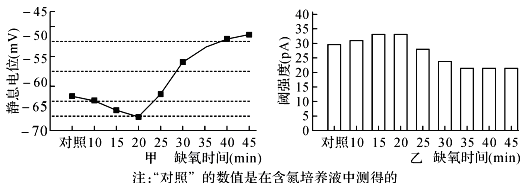 静息电位(mV)
-45
-50
-55
-60
-65
-70
对照 10 15 20 25 30 35 40 45
甲 缺氧时间(min)
阈强度(pA)
40
35
30
25
20
15
10
5
0
对照 10 15 20 25 30 35 40 45
乙 缺氧时间(min)
注:“对照”的数值是在含氮培养液中测得的